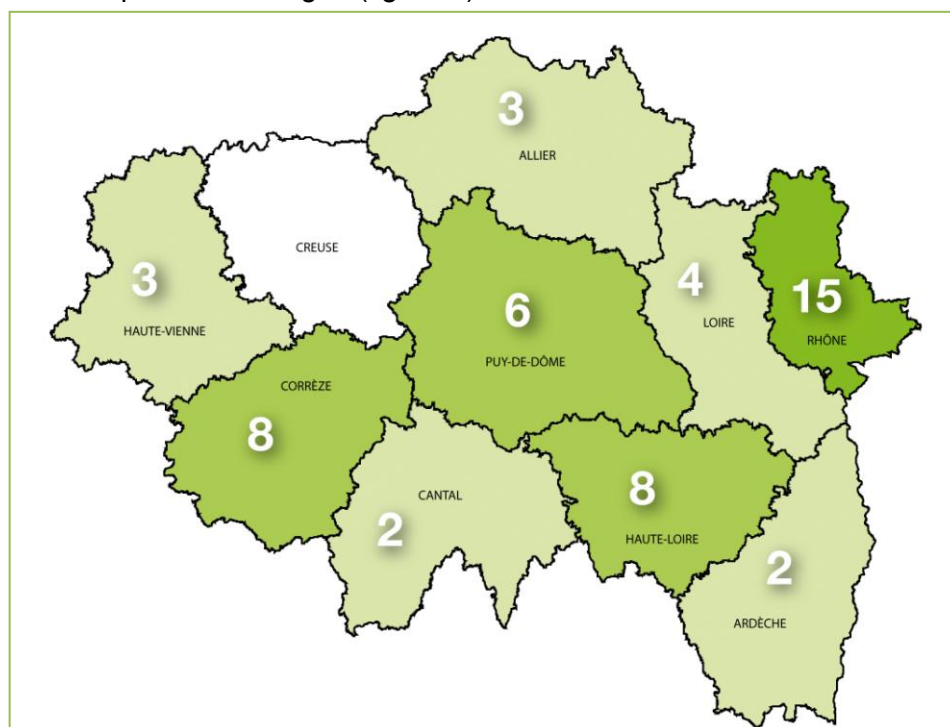 3
ALLIER
CREUSE
3
HAUTE-VIENNE
6
PUY-DE-DÔME
4
LOIRE
15
RHÔNE
CORRÈZE
8
CANTAL
2
8
HAUTE-LOIRE
2
ARDÈCHE